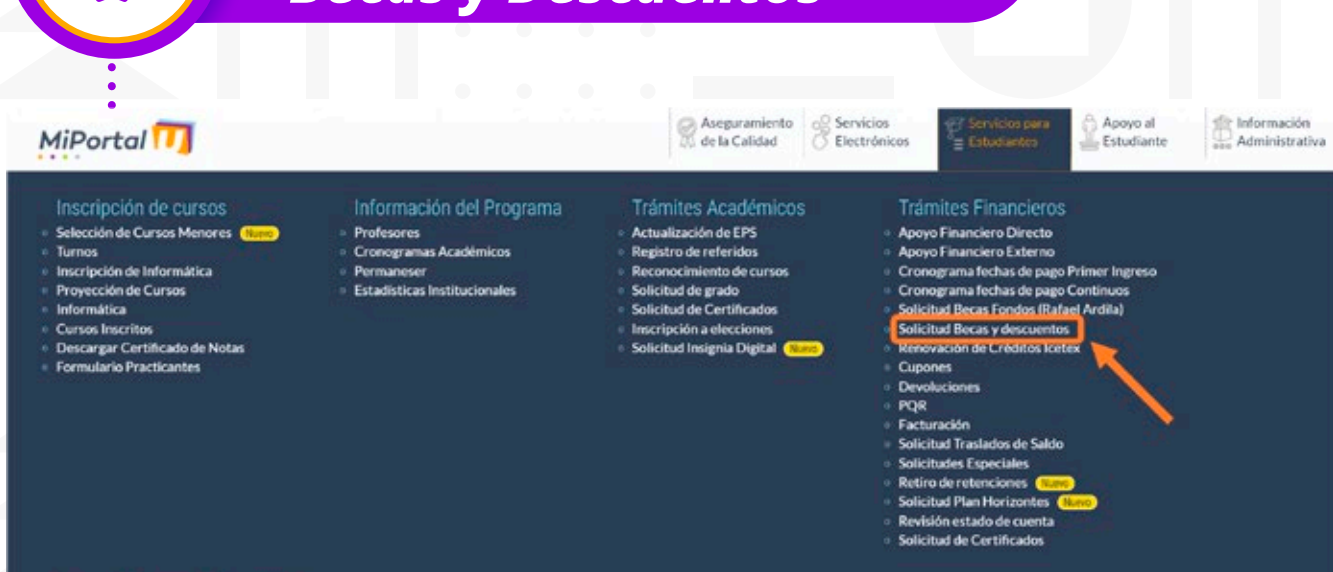 Becas y Descuentos
MiPortal U
Aseguramiento
de la Calidad
Servicios
Electrónicos
Servicios para
Estudiantes
Apoyo al
Estudiante
Información
Administrativa
Inscripción de cursos
Selección de Cursos Menores Nuevo
Turnos
Inscripción de Informática
Proyección de Cursos
Informática
Cursos Inscritos
Descargar Certificado de Notas
Formulario Practicantes
Información del Programa
Profesores
Cronogramas Académicos
Permaneser
Estadísticas Institucionales
Trámites Académicos
Actualización de EPS
Registro de referidos
Reconocimiento de cursos
Solicitud de grado
Solicitud de Certificados
Inscripción a elecciones
Solicitud Insignia Digital Nuevo
Trámites Financieros
Apoyo Financiero Directo
Apoyo Financiero Externo
Cronograma fechas de pago Primer Ingreso
Cronograma fechas de pago Continuos
Solicitud Becas Fondos (Rafael Ardila)
Solicitud Becas y descuentos
Renovación de Créditos Icetex
Cupones
Devoluciones
PQR
Facturación
Solicitud Traslados de Saldo
Solicitudes Especiales
Retiro de retenciones Nuevo
Solicitud Plan Horizontes Nuevo
Revisión estado de cuenta
Solicitud de Certificados